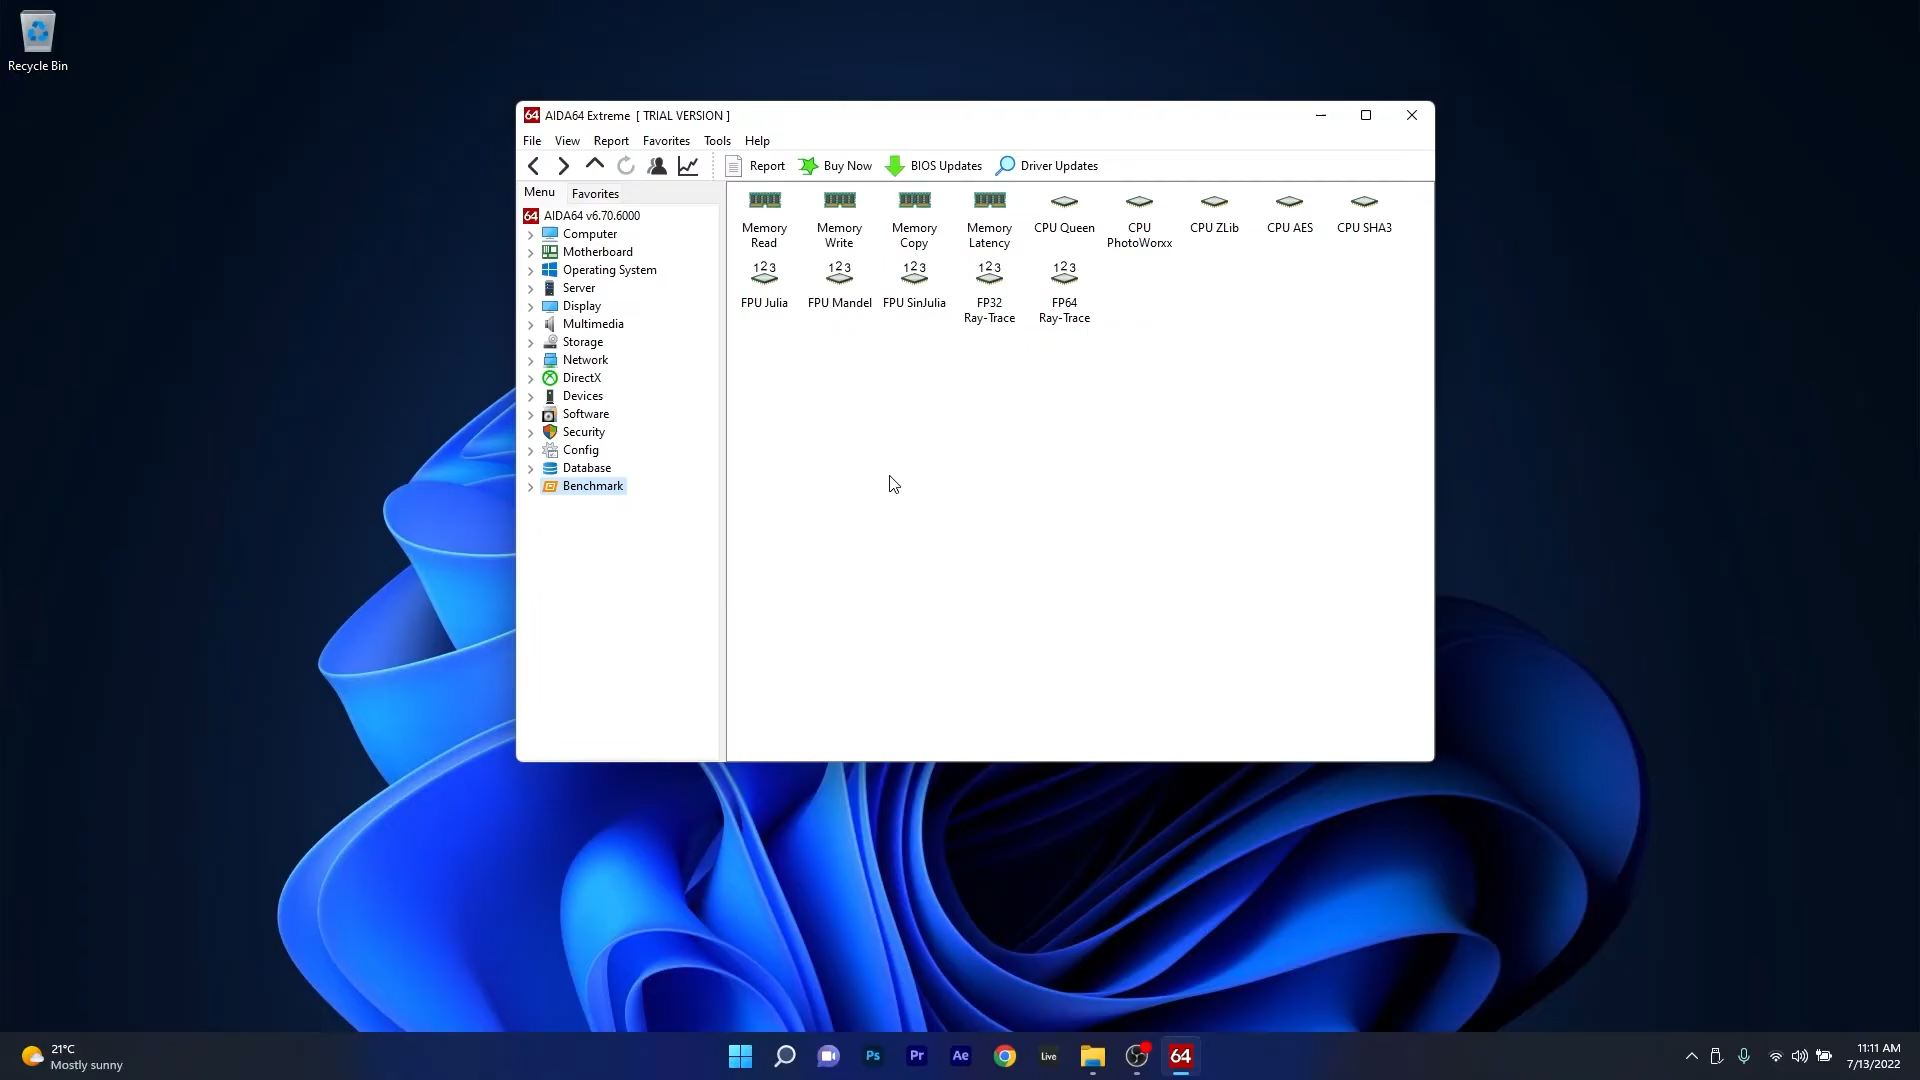 Recycle Bin
64 AIDA64 Extreme [ TRIAL VERSION ]
File View Report Favorites Tools Help
Report Buy Now BIOS Updates Driver Updates
Menu Favorites
64 AIDA64 v6.70.6000
Computer
Motherboard
Operating System
Server
Display
Multimedia
Storage
Network
DirectX
Devices
Software
Security
Config
Database
Benchmark
Memory Read
Memory Write
Memory Copy
Memory Latency
CPU Queen
CPU PhotoWorxx
CPU ZLib
CPU AES
CPU SHA3
123 FPU Julia
123 FPU Mandel
123 FPU SinJulia
123 FP32 Ray-Trace
123 FP64 Ray-Trace
21°C
Mostly sunny
Ps Pr Ae Live 64
11:11 AM
7/13/2022